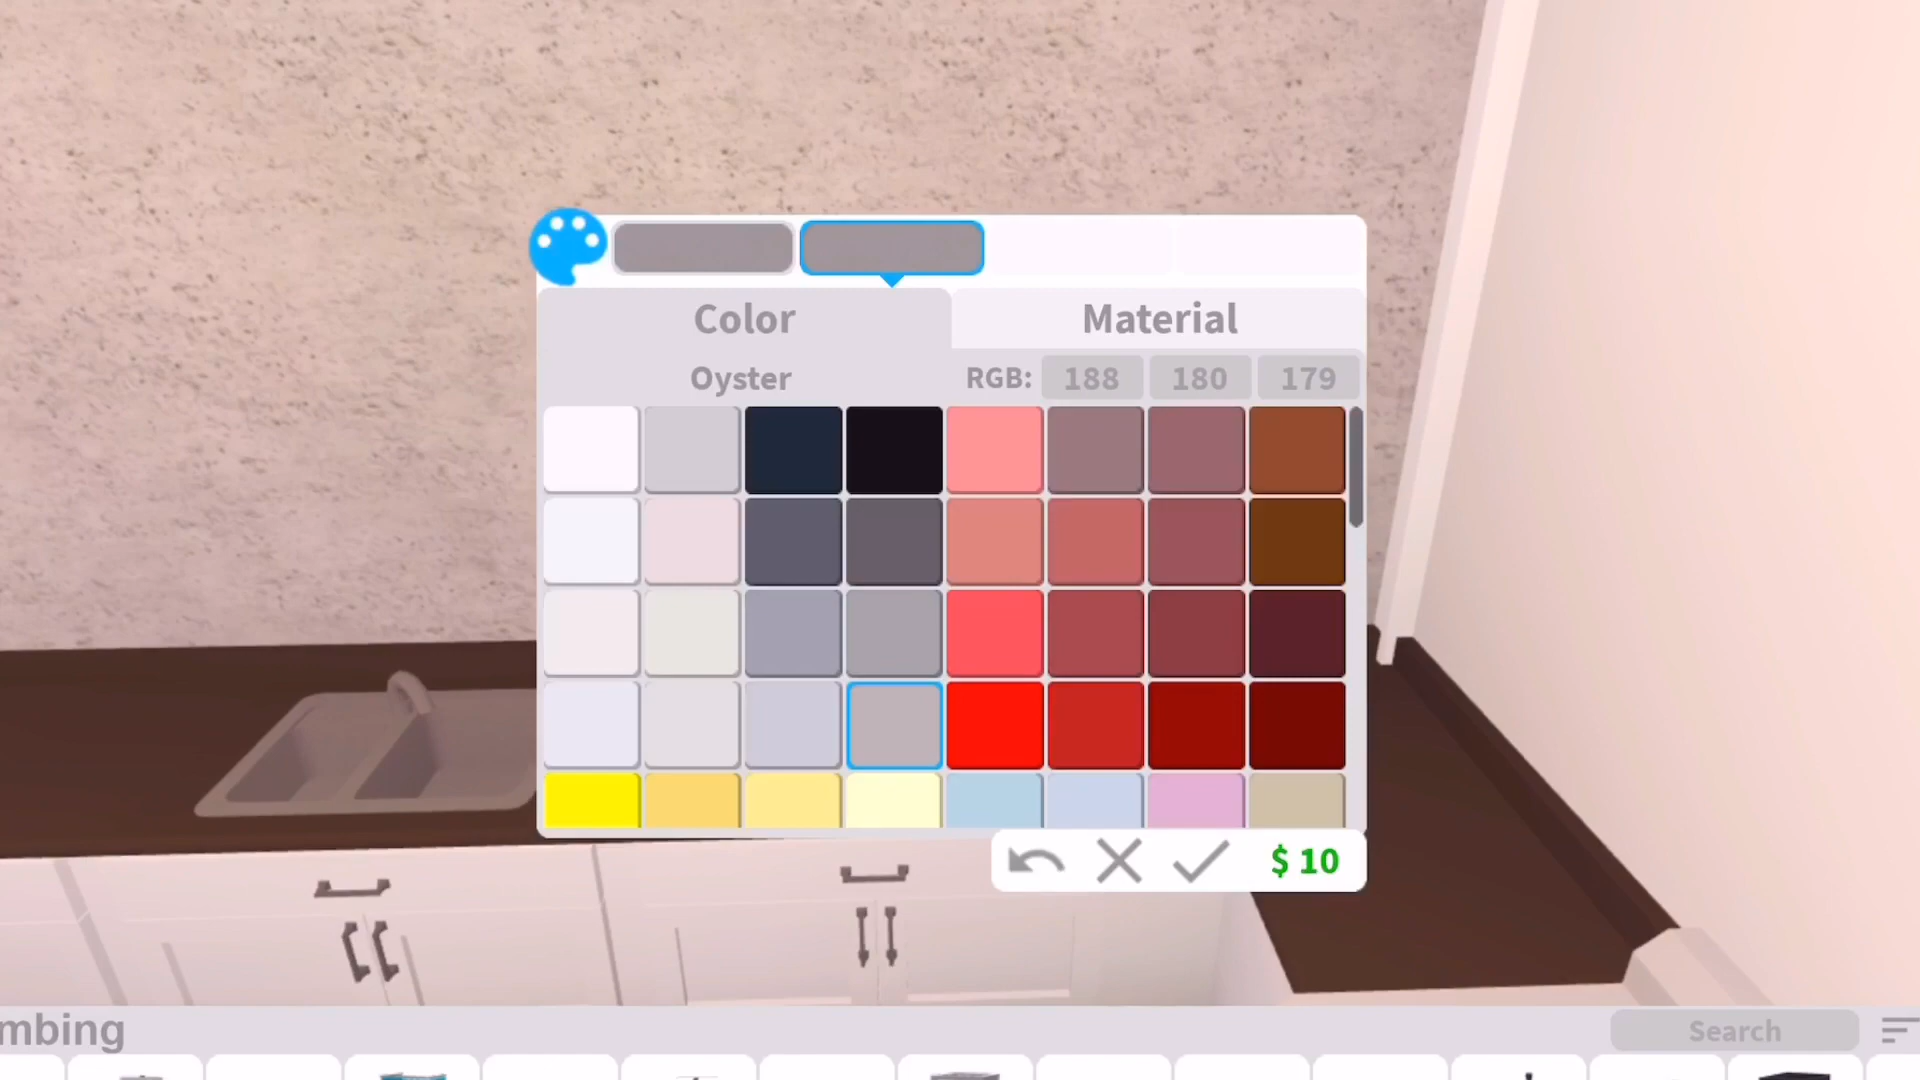 Color
Material
Oyster
RGB: 188 180 179
$ 10
mbing
Search